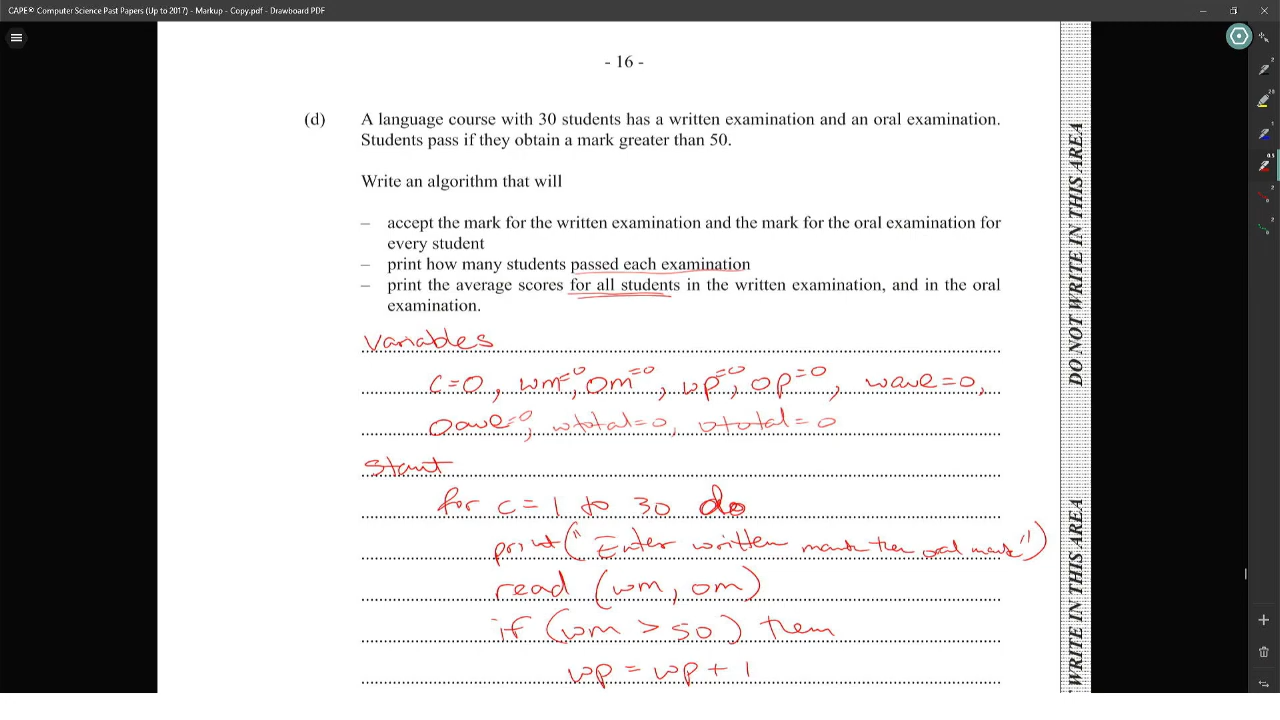 CAPE® Computer Science Past Papers (Up to 2017) - Markup - Copy.pdf - Drawboard PDF
- 16 -
(d) A language course with 30 students has a written examination and an oral examination.
Students pass if they obtain a mark greater than 50.
Write an algorithm that will
– accept the mark for the written examination and the mark for the oral examination for
every student
– print how many students passed each examination
– print the average scores for all students in the written examination, and in the oral
examination.
Variables
c=0, wm=0, om=0, wp=0, op=0, wave=0,
oave=0, wtotal=0, ototal=0
Start
for c = 1 to 30 do
print("Enter written mark then oral mark")
read (wm, om)
if (wm > 50) then
wp = wp + 1
DO NOT WRITE IN THIS AREA
WRITE IN THIS AREA